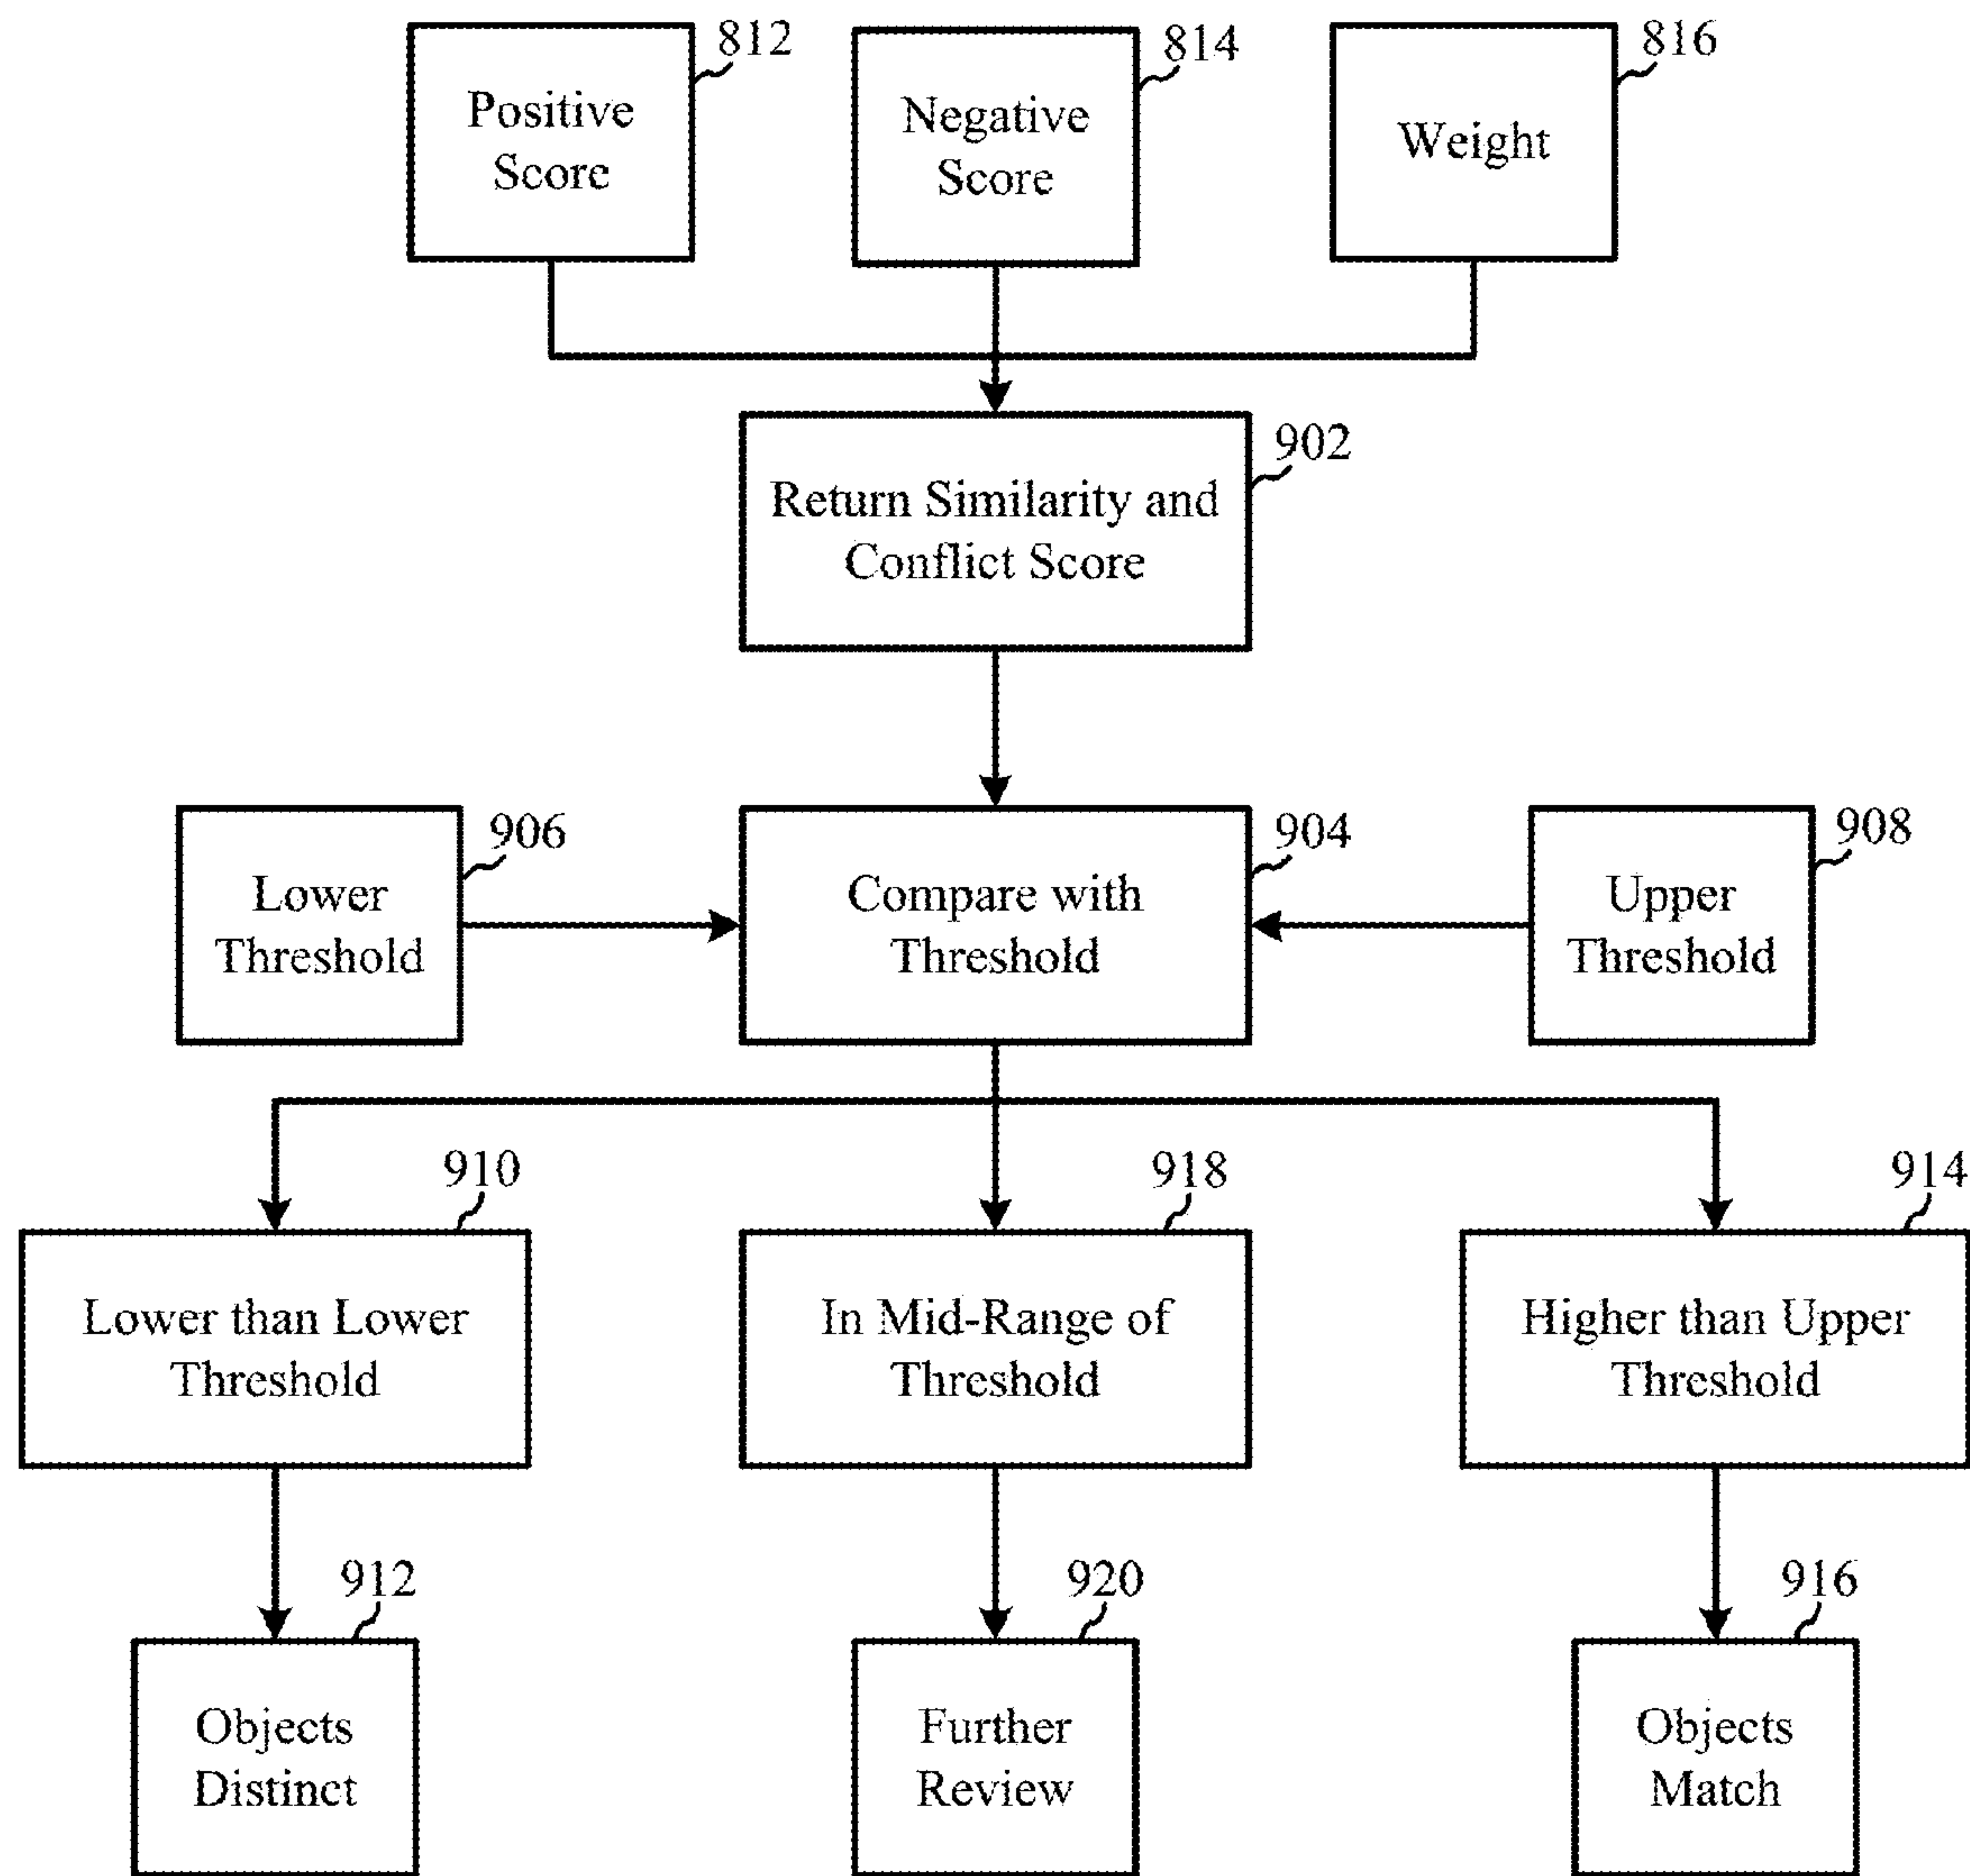 812
Positive
Score
814
Negative
Score
816
Weight
902
Return Similarity and
Conflict Score
906
Lower
Threshold
904
Compare with
Threshold
908
Upper
Threshold
910
Lower than Lower
Threshold
918
In Mid-Range of
Threshold
914
Higher than Upper
Threshold
912
Objects
Distinct
920
Further
Review
916
Objects
Match